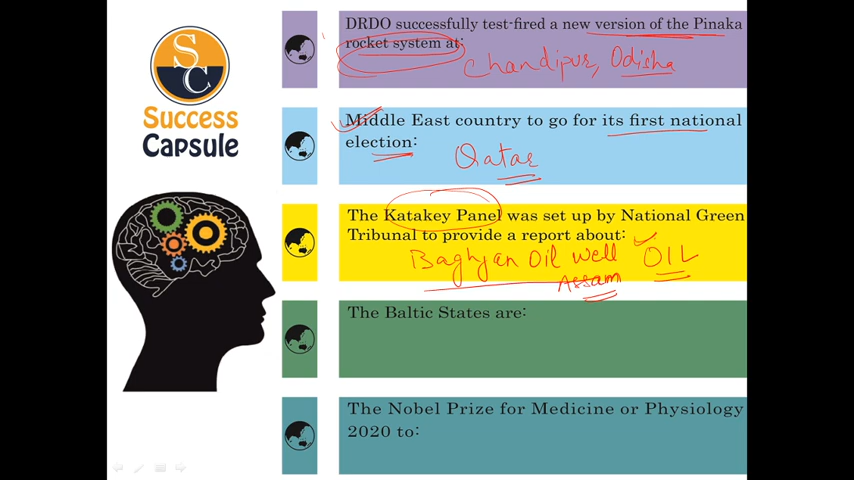 SC
Success
Capsule
DRDO successfully test-fired a new version of the Pinaka
rocket system at:
Chandipur, Odisha
Middle East country to go for its first national
election:
Qatar
The Katakey Panel was set up by National Green
Tribunal to provide a report about:
Baghjan Oil Well OIL
Assam
The Baltic States are:
The Nobel Prize for Medicine or Physiology
2020 to: